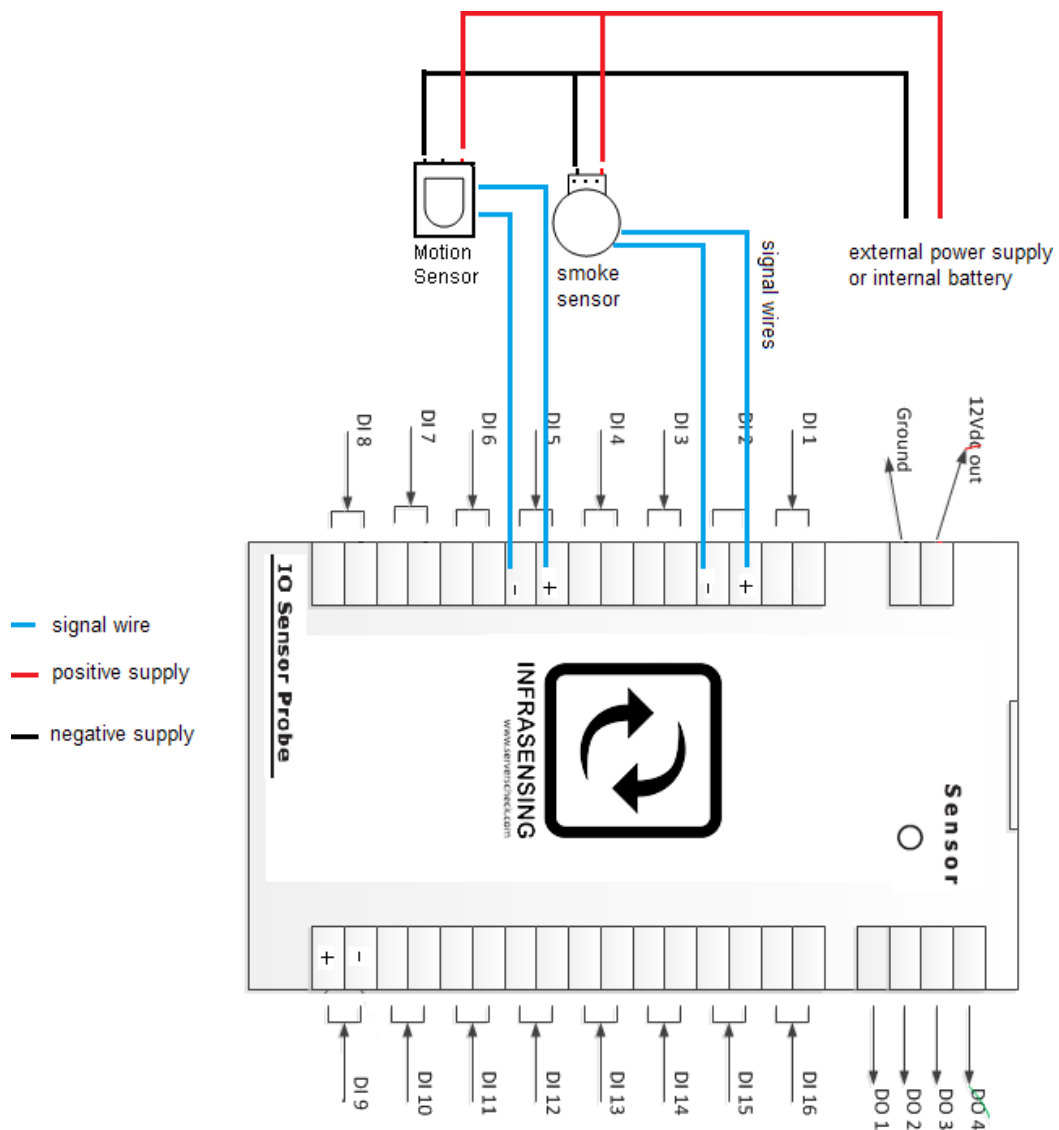 Motion
Sensor
smoke
sensor
signal wires
external power supply
or internal battery
DI 8
DI 7
DI 6
DI 5
DI 4
DI 3
DI 2
DI 1
Ground
12Vdc out
- + - +
IO Sensor Probe
signal wire
positive supply
negative supply
INFRASENSING
www.serverscheck.com
Sensor
+ -
DI 9
DI 10
DI 11
DI 12
DI 13
DI 14
DI 15
DI 16
DO 1
DO 2
DO 3
DO 4